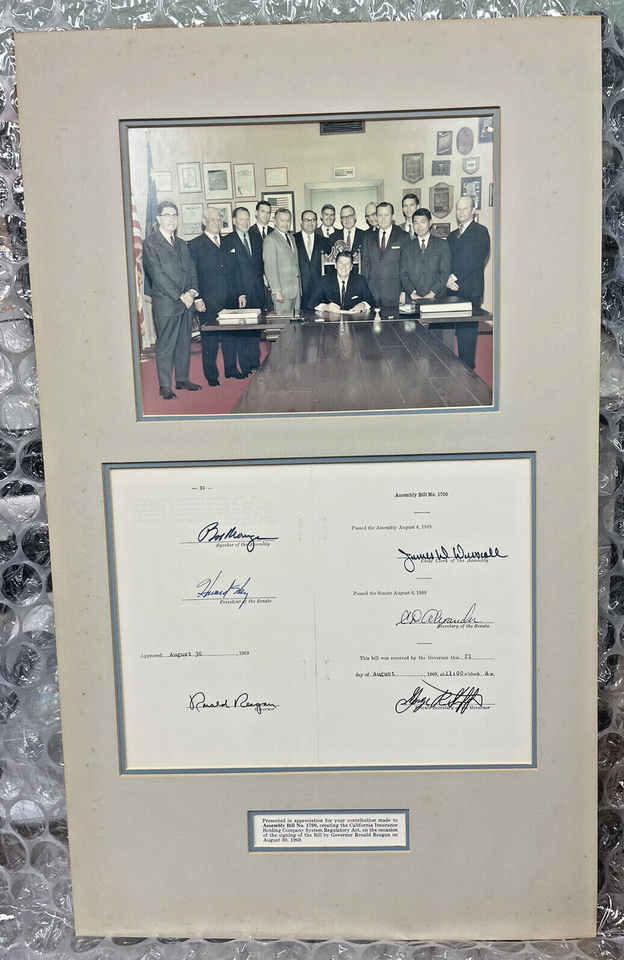 — 16 —
Bob Monagan
Speaker of the Assembly
President of the Senate
Approved August 30, 1969
Ronald Reagan
Governor
Assembly Bill No. 1700
Passed the Assembly August 8, 1969
James W. Driscoll
Chief Clerk of the Assembly
Passed the Senate August 6, 1969
C D Alexander
Secretary of the Senate
This bill was received by the Governor this 21
day of August, 1969, at 11:00 o'clock A M.
Private Secretary of the Governor
Presented in appreciation for your contribution made to
Assembly Bill No. 1700, creating the California Insurance
Holding Company System Regulatory Act, on the occasion
of the signing of the Bill by Governor Ronald Reagan on
August 30, 1969.